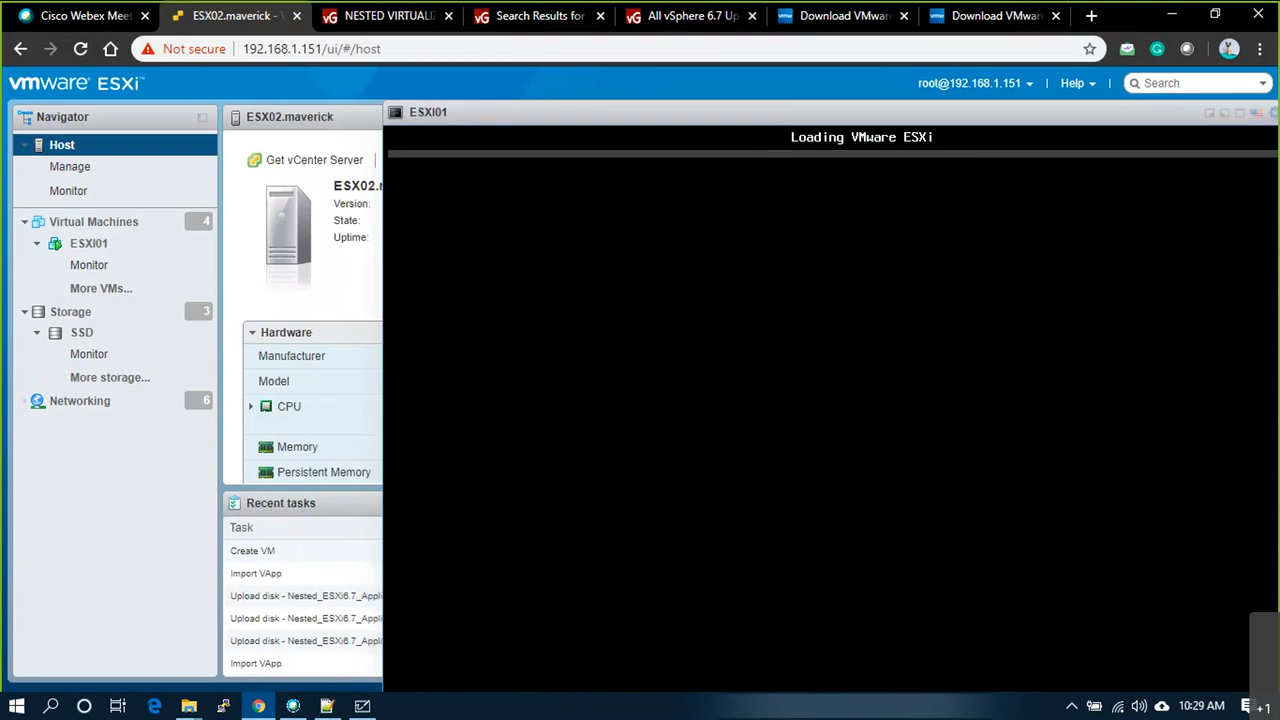 Cisco Webex Meet
ESX02.maverick - V
NESTED VIRTUALIZ
Search Results for
All vSphere 6.7 Up
Download VMwar
Download VMwar
Not secure
192.168.1.151/ui/#/host
vmware ESXi™
root@192.168.1.151
Help
Search
Navigator
Host
Manage
Monitor
Virtual Machines
4
ESXI01
Monitor
More VMs...
Storage
3
SSD
Monitor
More storage...
Networking
6
ESX02.maverick
Get vCenter Server
ESX02.
Version:
State:
Uptime:
Hardware
Manufacturer
Model
CPU
Memory
Persistent Memory
Recent tasks
Task
Create VM
Import VApp
Upload disk - Nested_ESXi6.7_Appli
Upload disk - Nested_ESXi6.7_Appli
Upload disk - Nested_ESXi6.7_Appli
Import VApp
ESXI01
Loading VMware ESXi
10:29 AM
+1